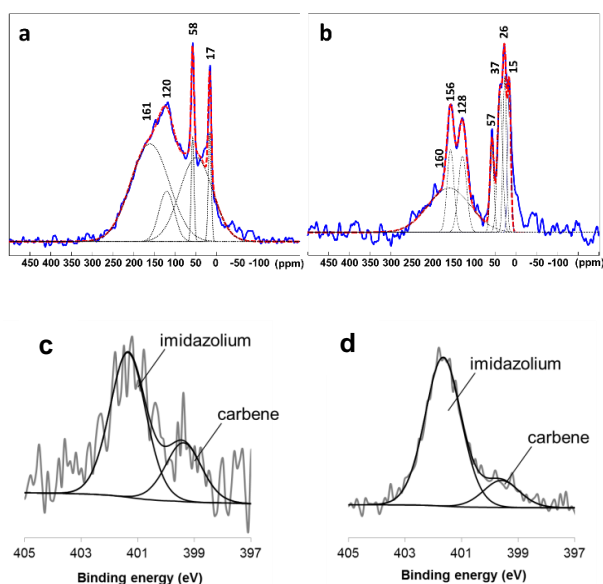 a
58
17
120
161
450 400 350 300 250 200 150 100 50 0 -50 -100 (ppm)
b
26
37
15
156
128
57
160
450 400 350 300 250 200 150 100 50 0 -50 -100 (ppm)
c
imidazolium
carbene
405 403 401 399 397
Binding energy (eV)
d
imidazolium
carbene
405 403 401 399 397
Binding energy (eV)